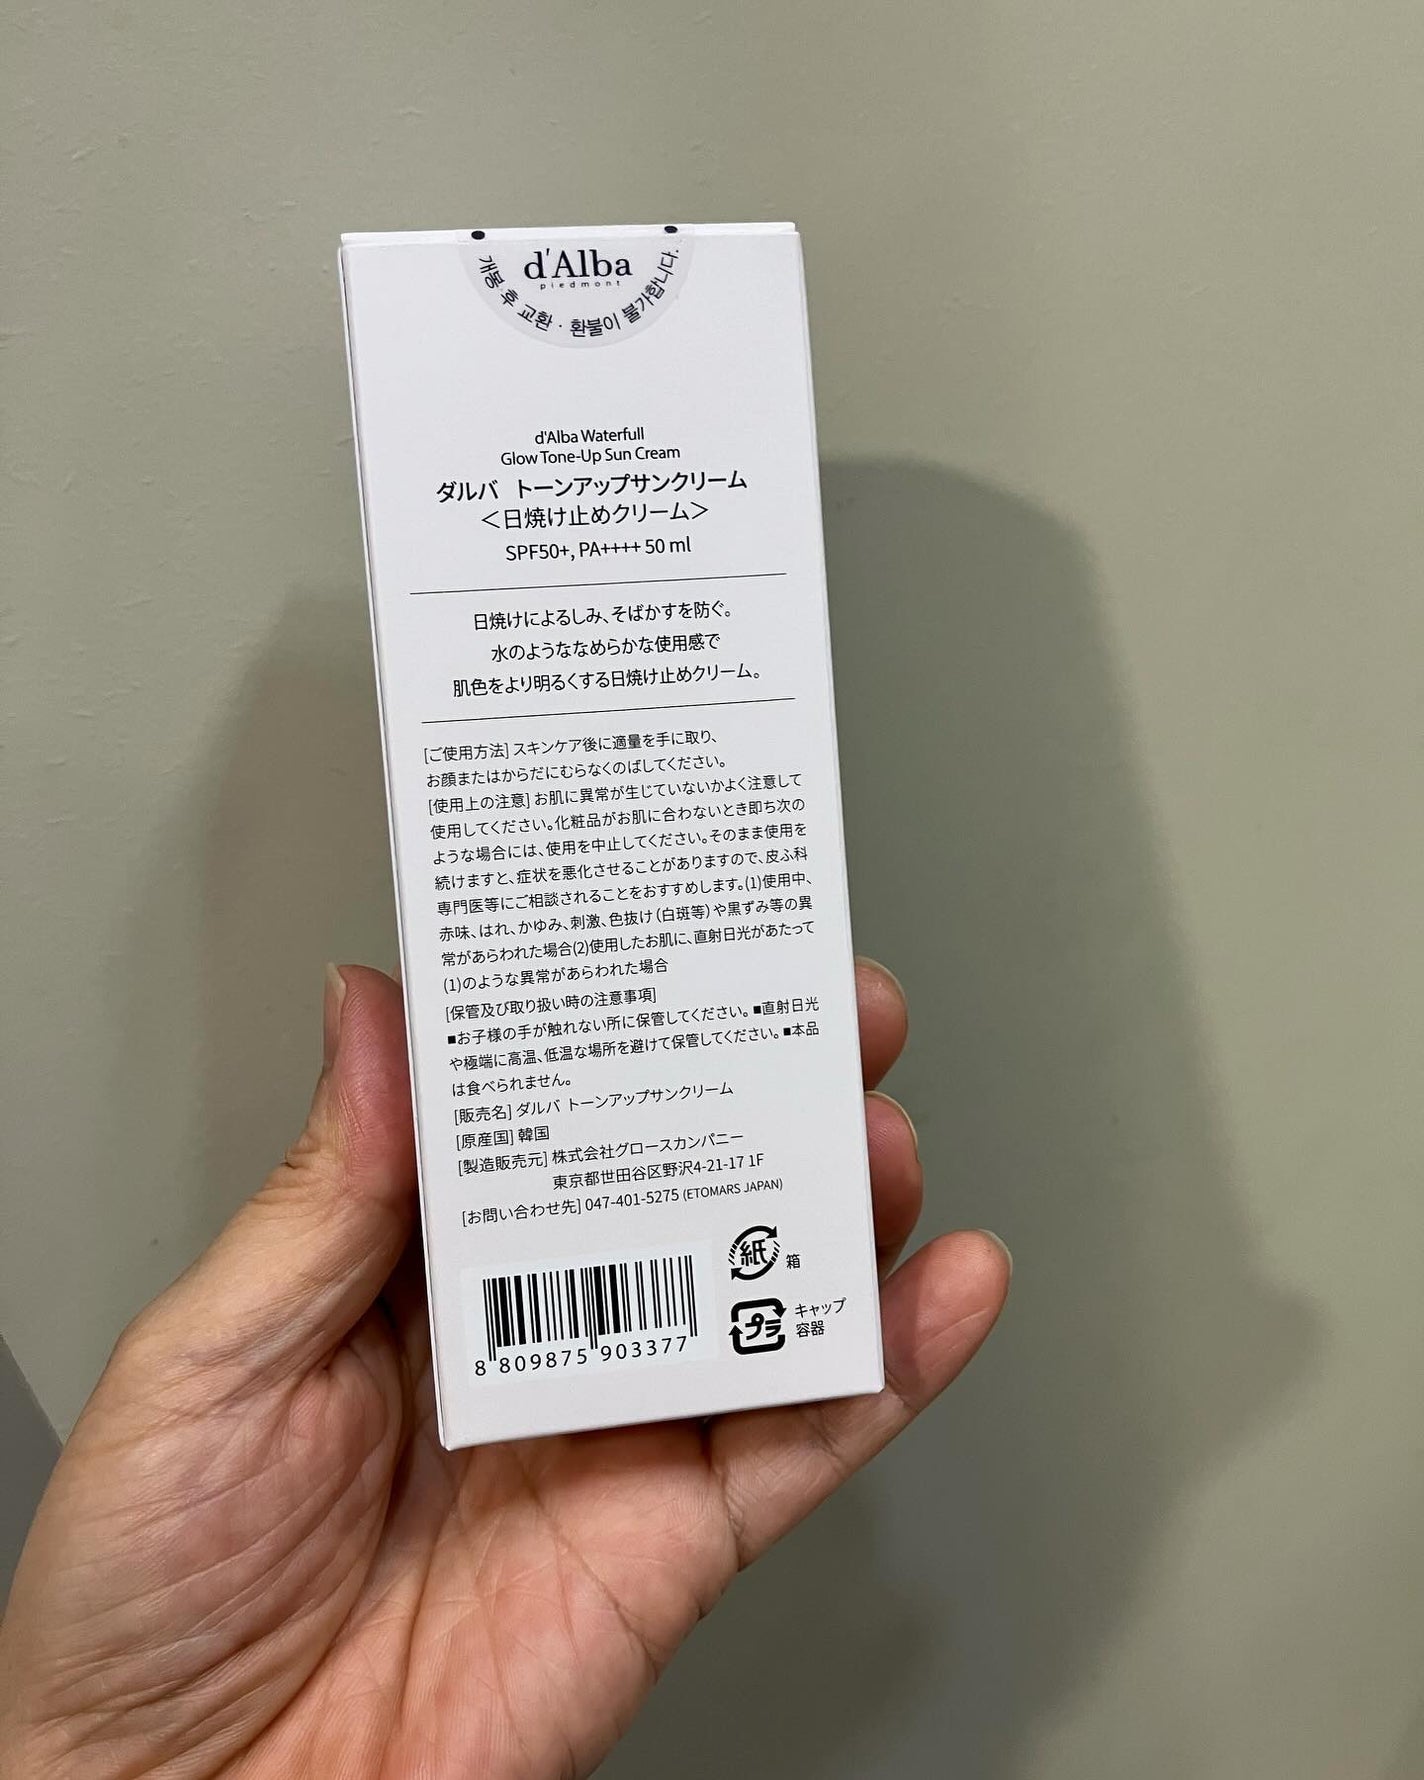 d'Alba
piedmont
개봉 후 교환 · 환불이 불가합니다.
d'Alba Waterfull
Glow Tone-Up Sun Cream
ダルバ トーンアップサンクリーム
＜日焼け止めクリーム＞
SPF50+, PA++++ 50 ml
日焼けによるしみ、そばかすを防ぐ。
水のようななめらかな使用感で
肌色をより明るくする日焼け止めクリーム。
[ご使用方法] スキンケア後に適量を手に取り、
お顔またはからだにむらなくのばしてください。
[使用上の注意] お肌に異常が生じていないかよく注意して
使用してください。化粧品がお肌に合わないとき即ち次の
ような場合には、使用を中止してください。そのまま使用を
続けますと、症状を悪化させることがありますので、皮ふ科
専門医等にご相談されることをおすすめします。(1)使用中、
赤味、はれ、かゆみ、刺激、色抜け（白斑等）や黒ずみ等の異
常があらわれた場合(2)使用したお肌に、直射日光があたって
(1)のような異常があらわれた場合
[保管及び取り扱い時の注意事項]
■お子様の手が触れない所に保管してください。■直射日光
や極端に高温、低温な場所を避けて保管してください。■本品
は食べられません。
[販売名] ダルバ トーンアップサンクリーム
[原産国] 韓国
[製造販売元] 株式会社グロースカンパニー
東京都世田谷区野沢4-21-17 1F
[お問い合わせ先] 047-401-5275 (ETOMARS JAPAN)
紙 箱
プラ キャップ
容器
8 809875 903377